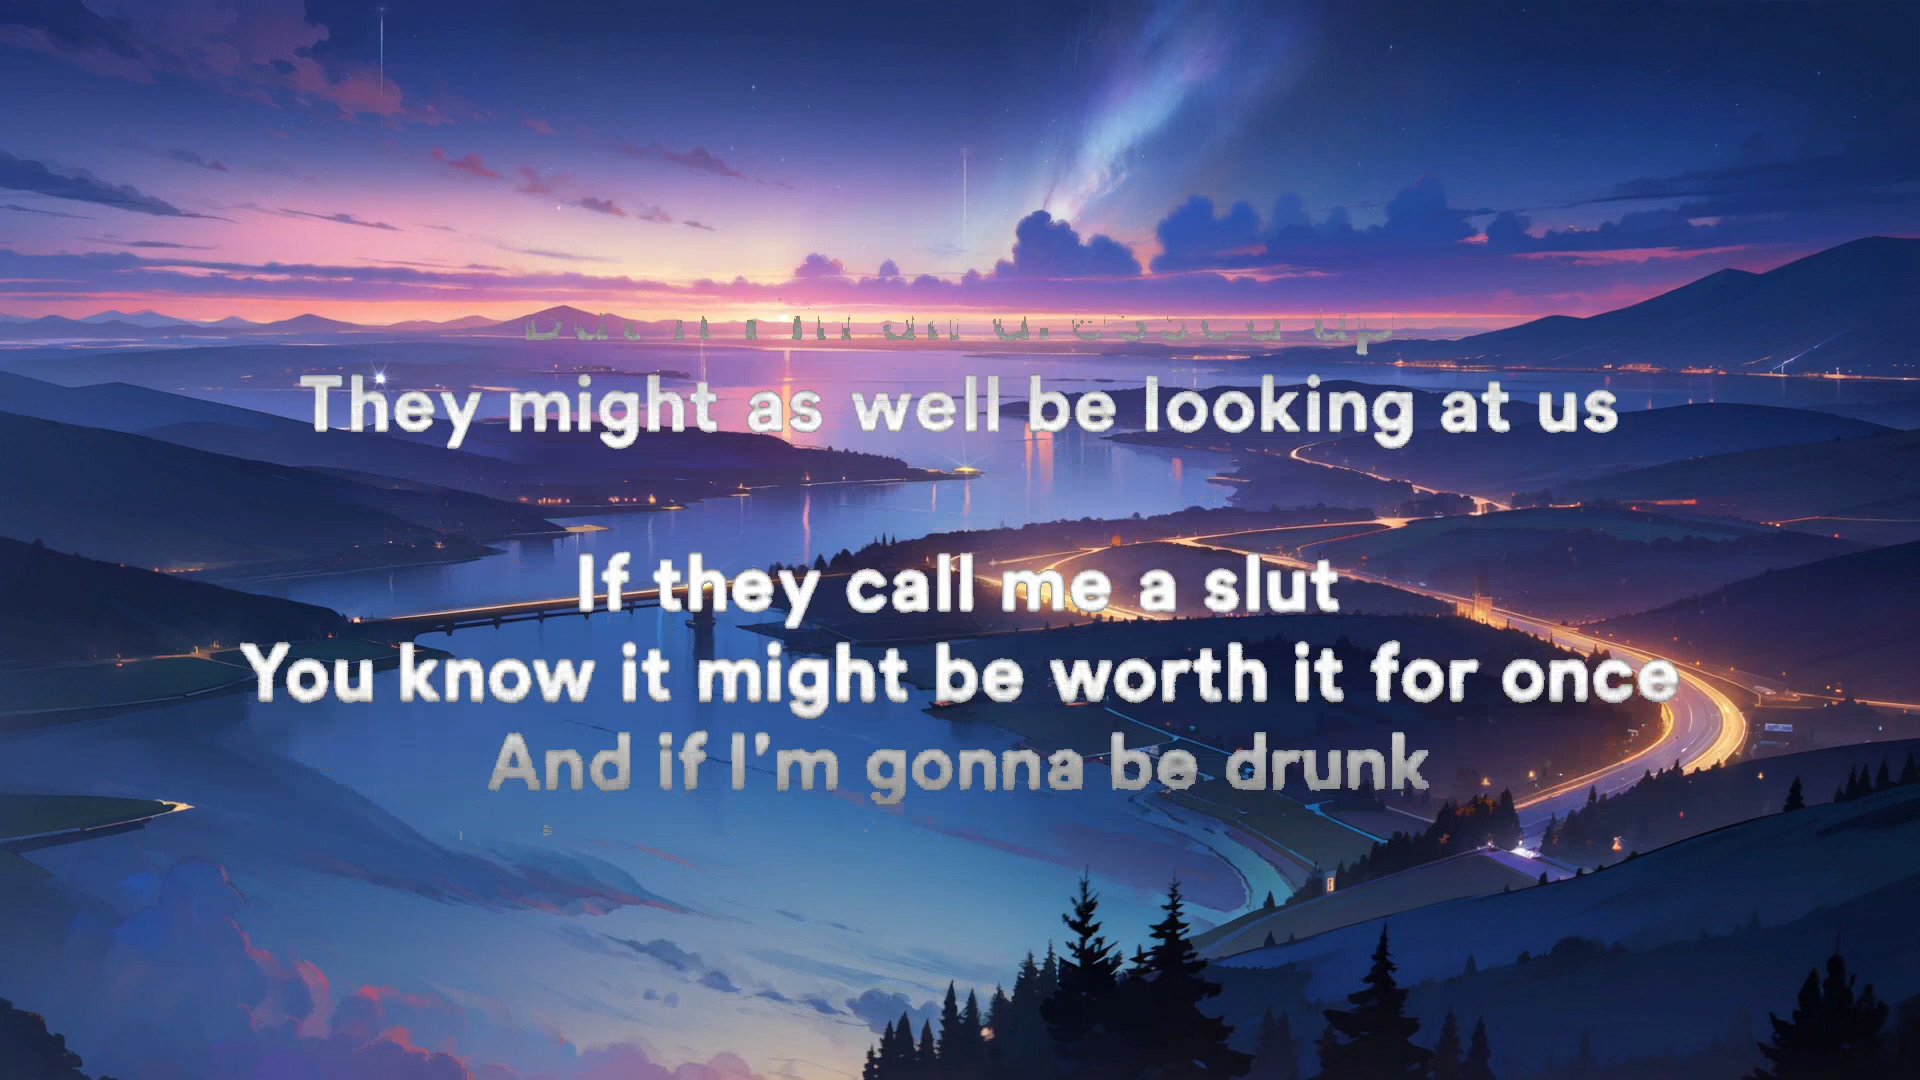 They might as well be looking at us
If they call me a slut
You know it might be worth it for once
And if I'm gonna be drunk